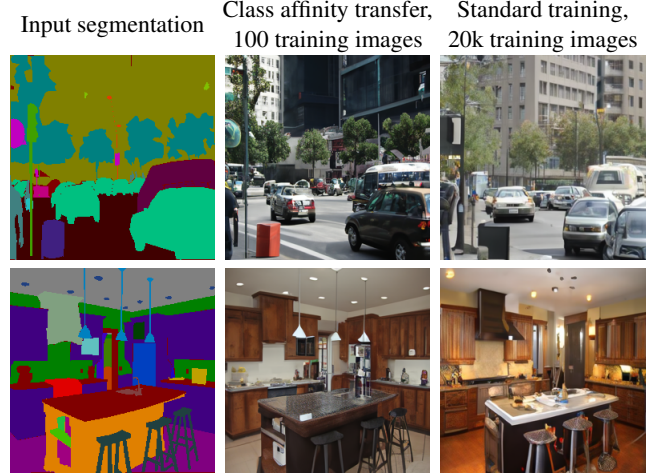 Input segmentation
Class affinity transfer,
100 training images
Standard training,
20k training images